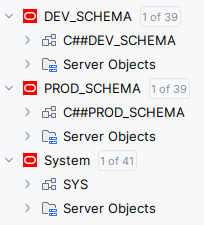 DEV_SCHEMA 1 of 39
C##DEV_SCHEMA
Server Objects
PROD_SCHEMA 1 of 39
C##PROD_SCHEMA
Server Objects
System 1 of 41
SYS
Server Objects